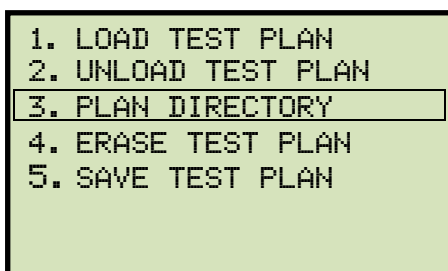 1. LOAD TEST PLAN
2. UNLOAD TEST PLAN
3. PLAN DIRECTORY
4. ERASE TEST PLAN
5. SAVE TEST PLAN